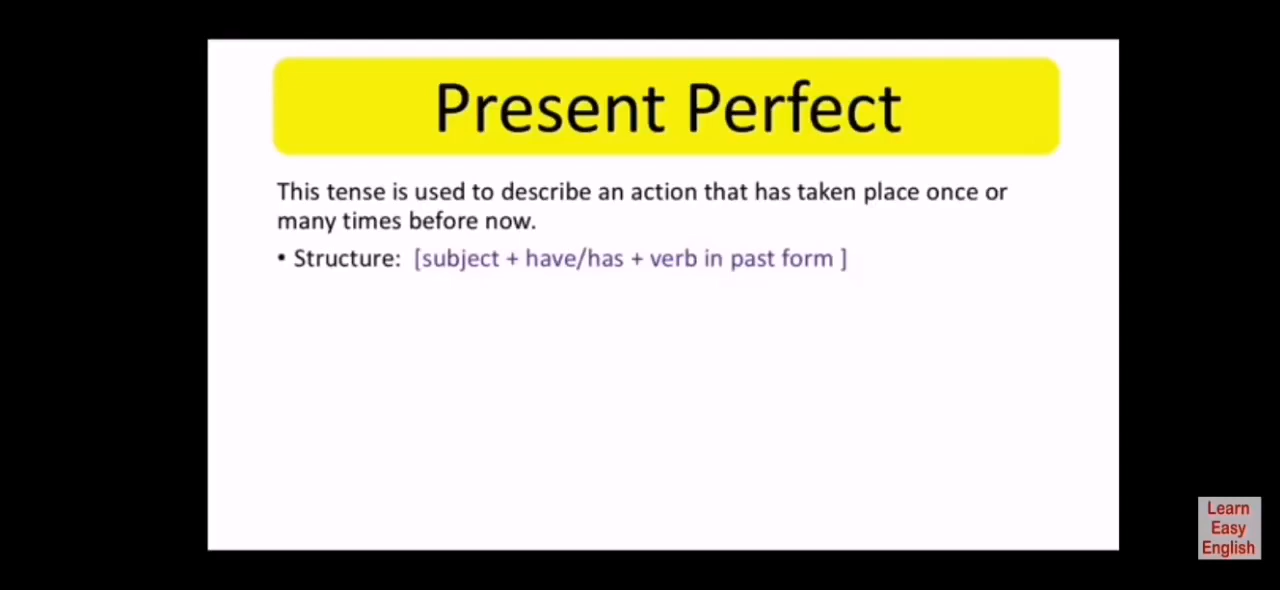 Present Perfect
This tense is used to describe an action that has taken place once or
many times before now.
• Structure: [subject + have/has + verb in past form ]
Learn
Easy
English